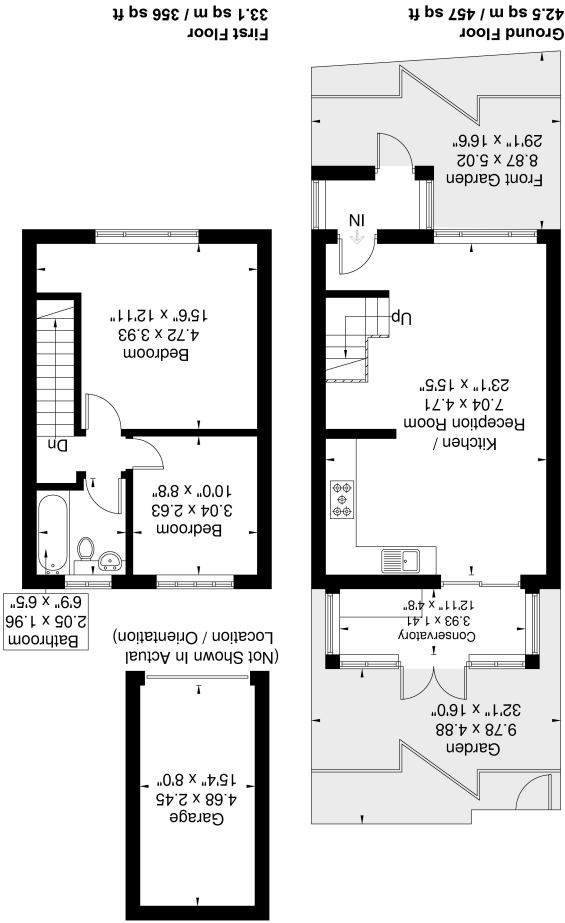 Garage
4.68 x 2.45
15'4" x 8'0"
(Not Shown In Actual
Location / Orientation)
Garden
9.78 x 4.88
32'1" x 16'0"
Conservatory
3.93 x 1.41
12'11" x 4'8"
Kitchen /
Reception Room
7.04 x 4.71
23'1" x 15'5"
Up
IN
Front Garden
8.87 x 5.02
29'1" x 16'6"
Ground Floor
42.5 sq m / 457 sq ft
Bathroom
2.05 x 1.96
6'9" x 6'5"
Bedroom
3.04 x 2.63
10'0" x 8'8"
Dn
Bedroom
4.72 x 3.93
15'6" x 12'11"
First Floor
33.1 sq m / 356 sq ft